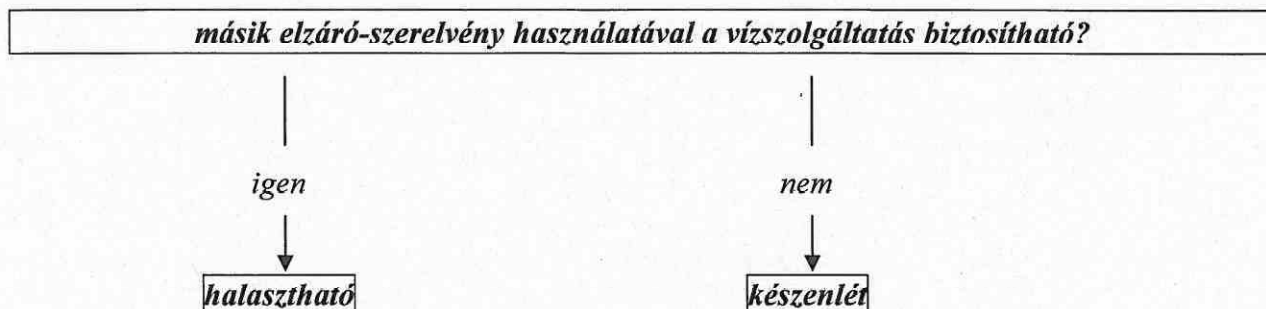 másik elzáró-szerelvény használatával a vízszolgáltatás biztosítható?
igen
nem
halasztható
készenlét